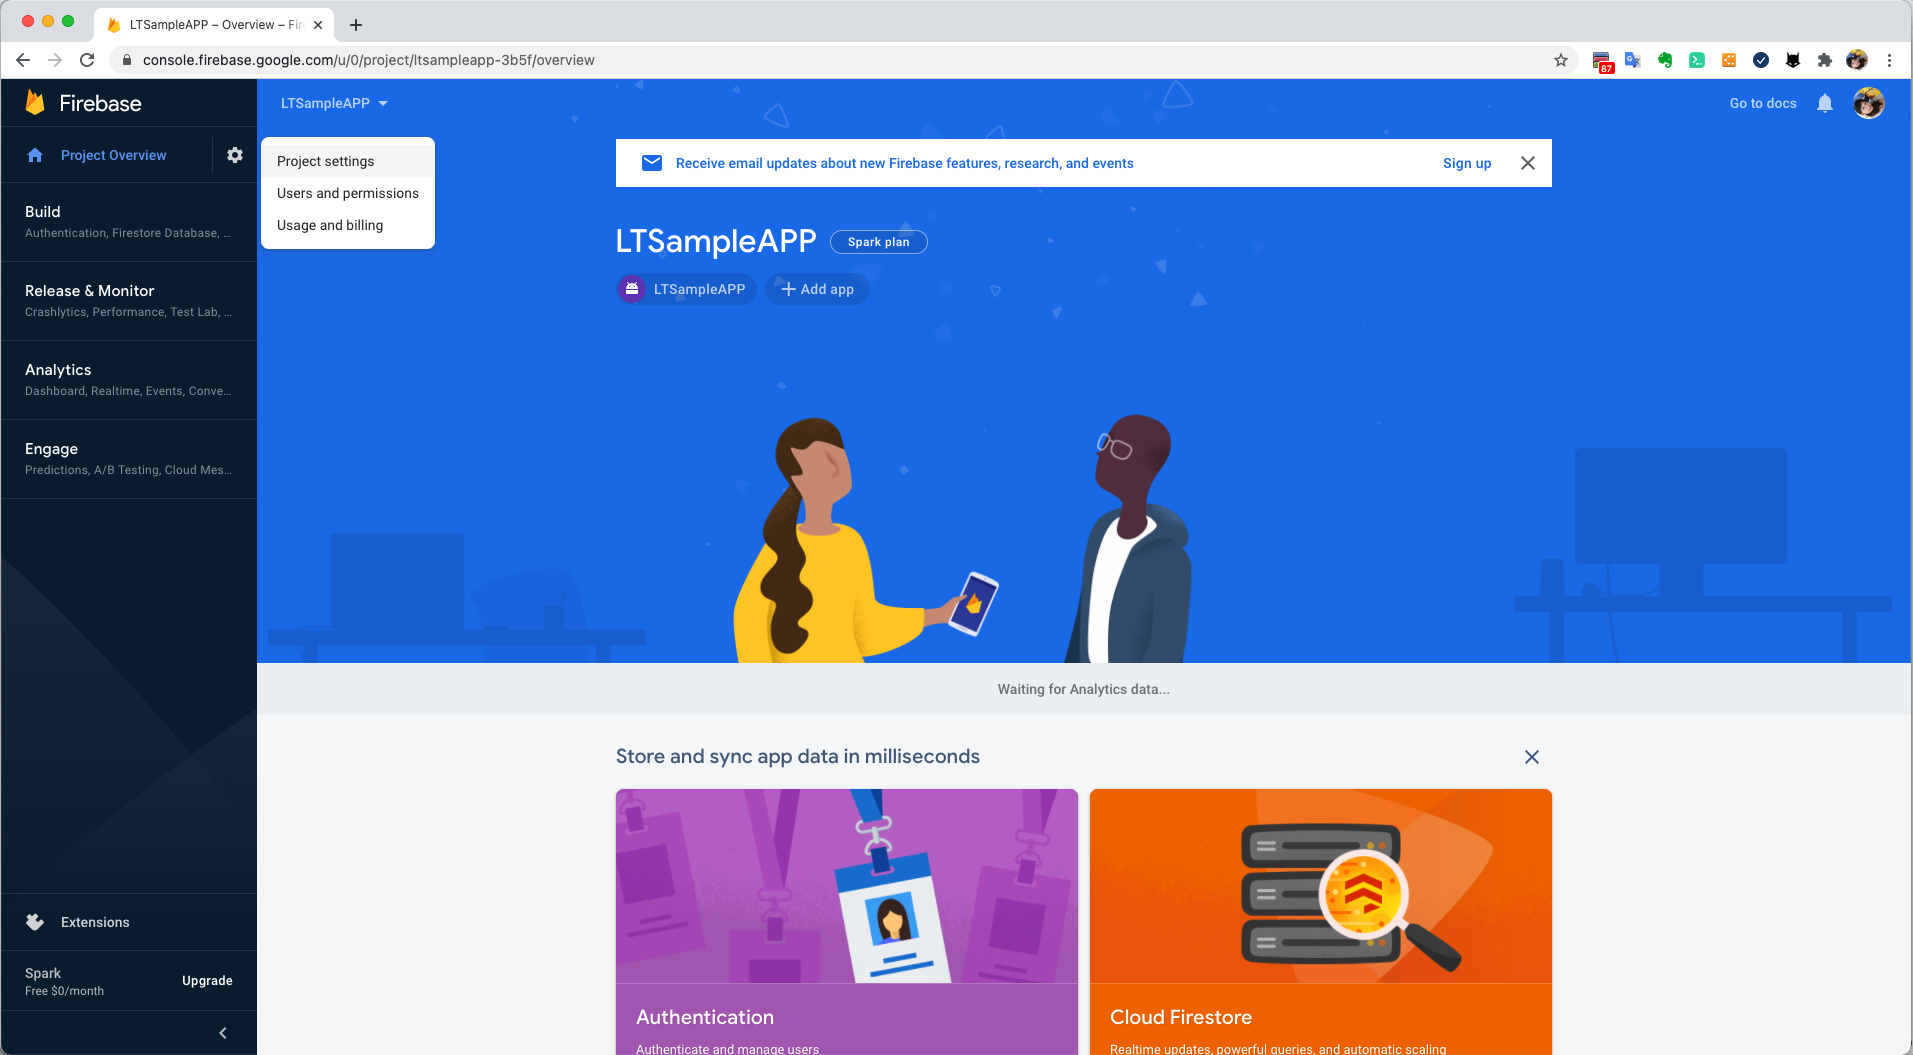 LTSampleAPP – Overview – Fire
console.firebase.google.com/u/0/project/ltsampleapp-3b5f/overview
87
Firebase
LTSampleAPP
Go to docs
Project Overview
Project settings
Users and permissions
Usage and billing
Receive email updates about new Firebase features, research, and events
Sign up
Build
Authentication, Firestore Database, ...
LTSampleAPP
Spark plan
LTSampleAPP
Add app
Release & Monitor
Crashlytics, Performance, Test Lab, ...
Analytics
Dashboard, Realtime, Events, Conve...
Engage
Predictions, A/B Testing, Cloud Mes...
Waiting for Analytics data...
Store and sync app data in milliseconds
Extensions
Spark
Free $0/month
Upgrade
Authentication
Authenticate and manage users
Cloud Firestore
Realtime updates, powerful queries, and automatic scaling